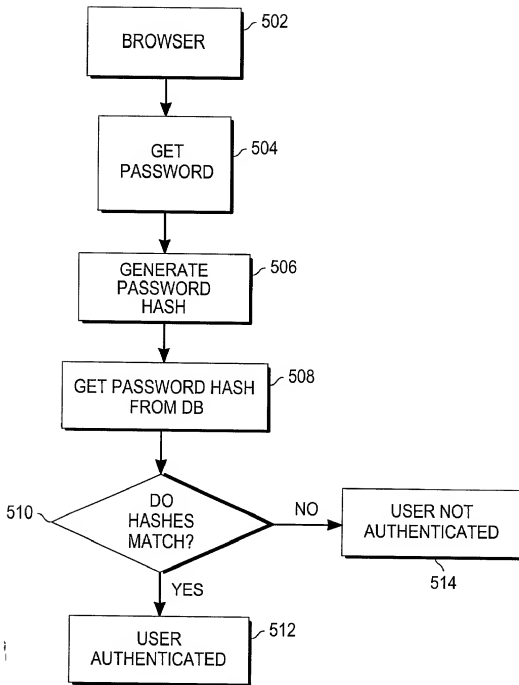 BROWSER
502
GET
PASSWORD
504
GENERATE
PASSWORD
HASH
506
GET PASSWORD HASH
FROM DB
508
510
DO
HASHES
MATCH?
NO
USER NOT
AUTHENTICATED
514
YES
USER
AUTHENTICATED
512